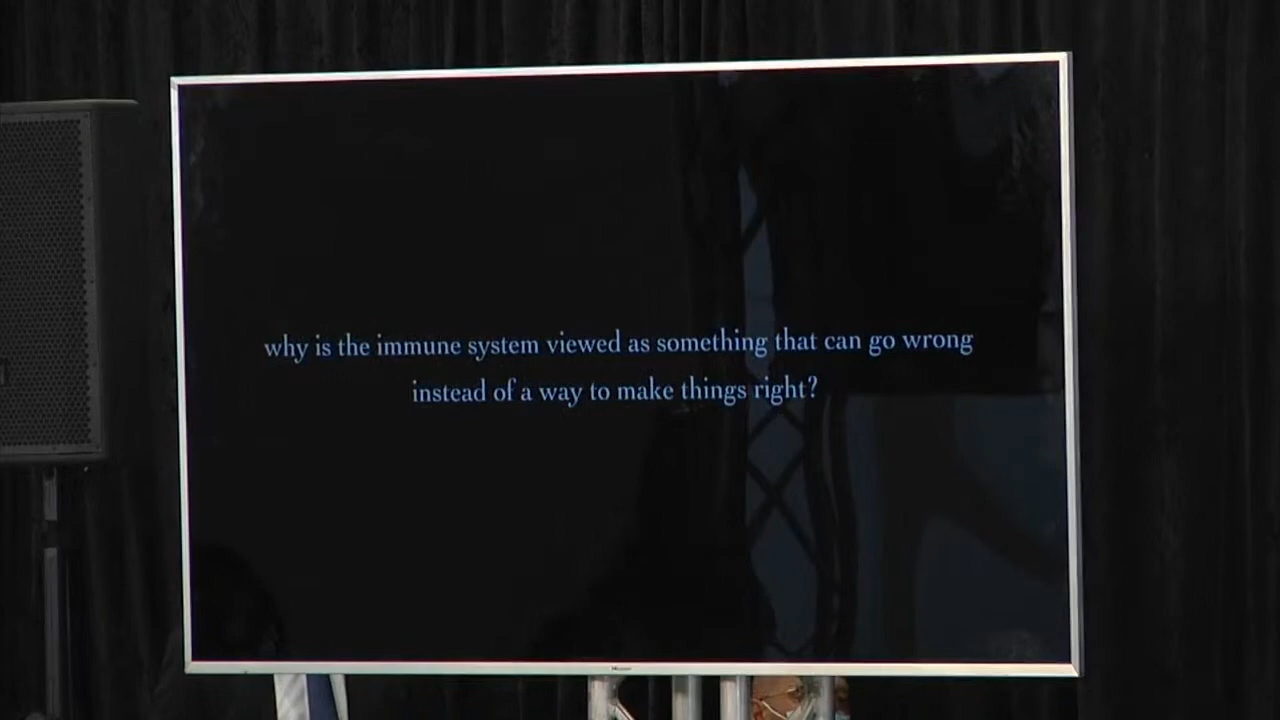 why is the immune system viewed as something that can go wrong
instead of a way to make things right?